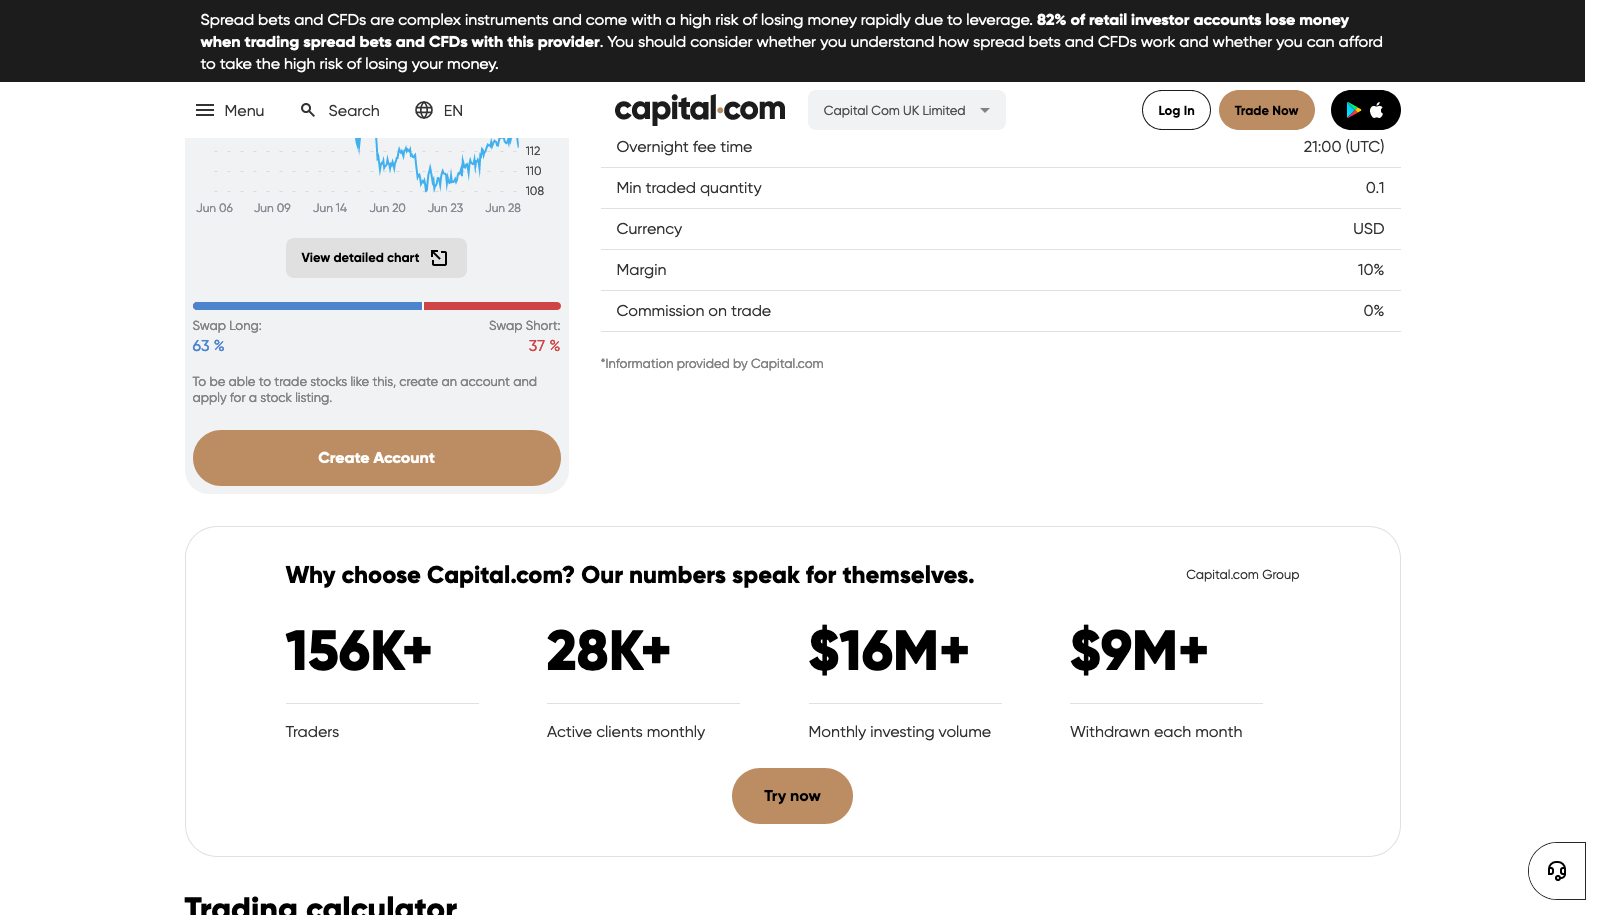 Spread bets and CFDs are complex instruments and come with a high risk of losing money rapidly due to leverage. 82% of retail investor accounts lose money
when trading spread bets and CFDs with this provider. You should consider whether you understand how spread bets and CFDs work and whether you can afford
to take the high risk of losing your money.
Menu
Search
EN
capital.com
Capital Com UK Limited
Log In
Trade Now
112
110
108
Jun 06
Jun 09
Jun 14
Jun 20
Jun 23
Jun 28
View detailed chart
Swap Long:
Swap Short:
63 %
37 %
To be able to trade stocks like this, create an account and
apply for a stock listing.
Create Account
Overnight fee time
21:00 (UTC)
Min traded quantity
0.1
Currency
USD
Margin
10%
Commission on trade
0%
*Information provided by Capital.com
Why choose Capital.com? Our numbers speak for themselves.
Capital.com Group
156K+
28K+
$16M+
$9M+
Traders
Active clients monthly
Monthly investing volume
Withdrawn each month
Try now
Trading calculator